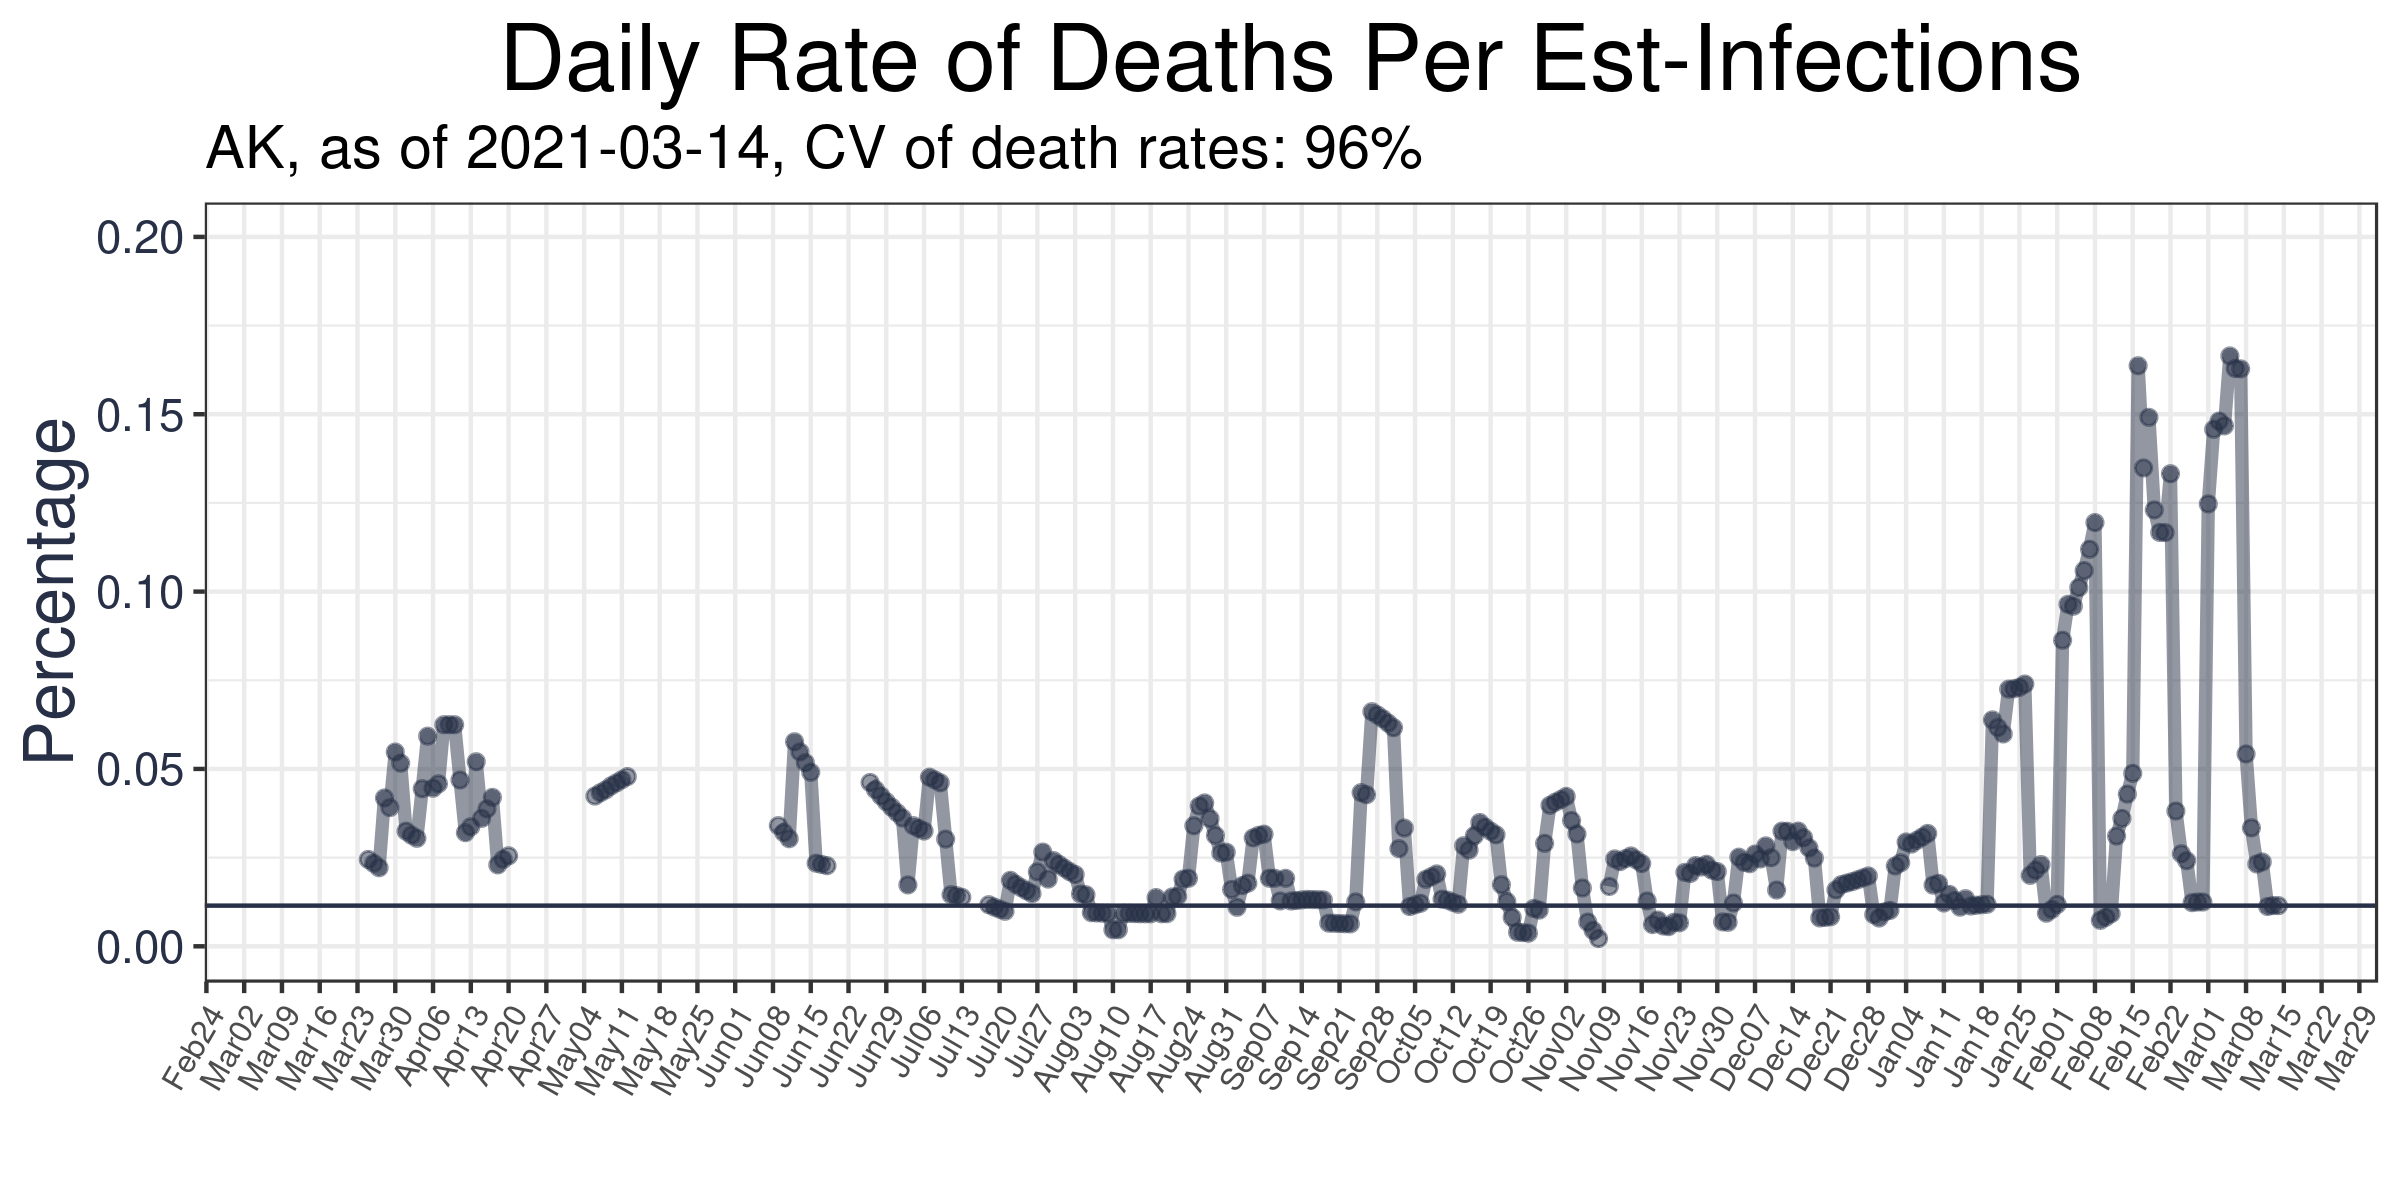 Daily Rate of Deaths Per Est-Infections
AK, as of 2021-03-14, CV of death rates: 96%
Percentage
0.20
0.15
0.10
0.05
0.00
Feb24 Mar02 Mar09 Mar16 Mar23 Mar30 Apr06 Apr13 Apr20 Apr27 May04 May11 May18 May25 Jun01 Jun08 Jun15 Jun22 Jun29 Jul06 Jul13 Jul20 Jul27 Aug03 Aug10 Aug17 Aug24 Aug31 Sep07 Sep14 Sep21 Sep28 Oct05 Oct12 Oct19 Oct26 Nov02 Nov09 Nov16 Nov23 Nov30 Dec07 Dec14 Dec21 Dec28 Jan04 Jan11 Jan18 Jan25 Feb01 Feb08 Feb15 Feb22 Mar01 Mar08 Mar15 Mar22 Mar29